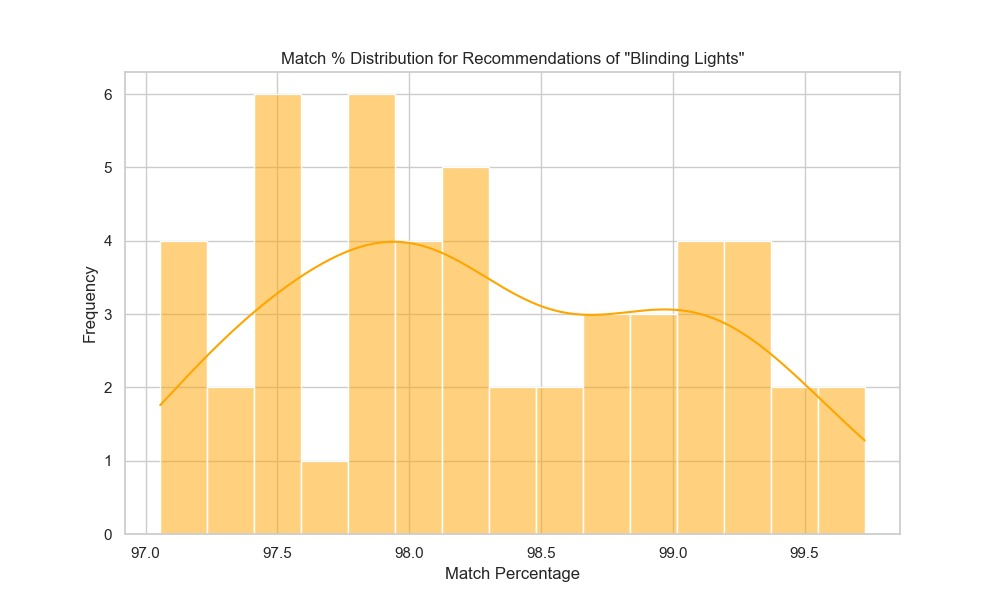 Match % Distribution for Recommendations of "Blinding Lights"
6
5
4
3
2
1
0
Frequency
97.0 97.5 98.0 98.5 99.0 99.5
Match Percentage